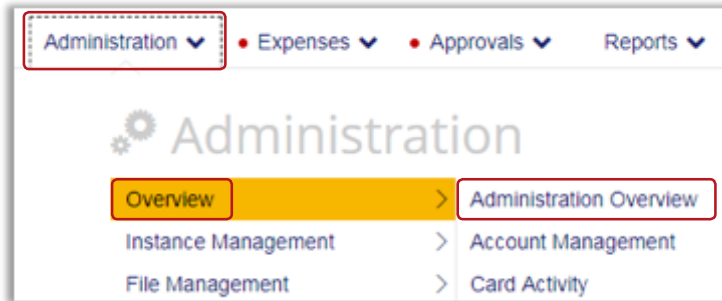 Administration Expenses Approvals Reports
Administration
Overview Administration Overview
Instance Management Account Management
File Management Card Activity